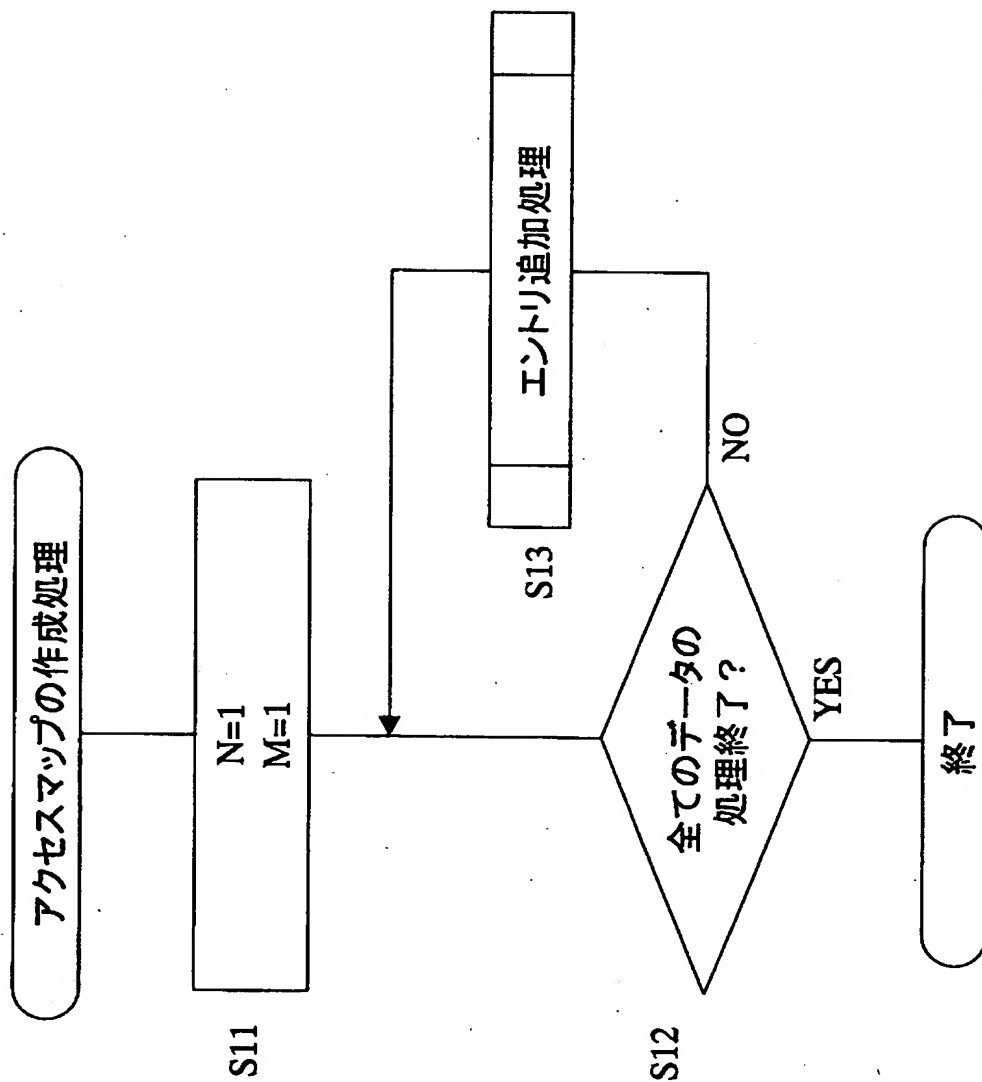 アクセスマップの作成処理
S11
N=1
M=1
S12
全てのデータの
処理終了？
NO
YES
S13
エントリ追加処理
終了